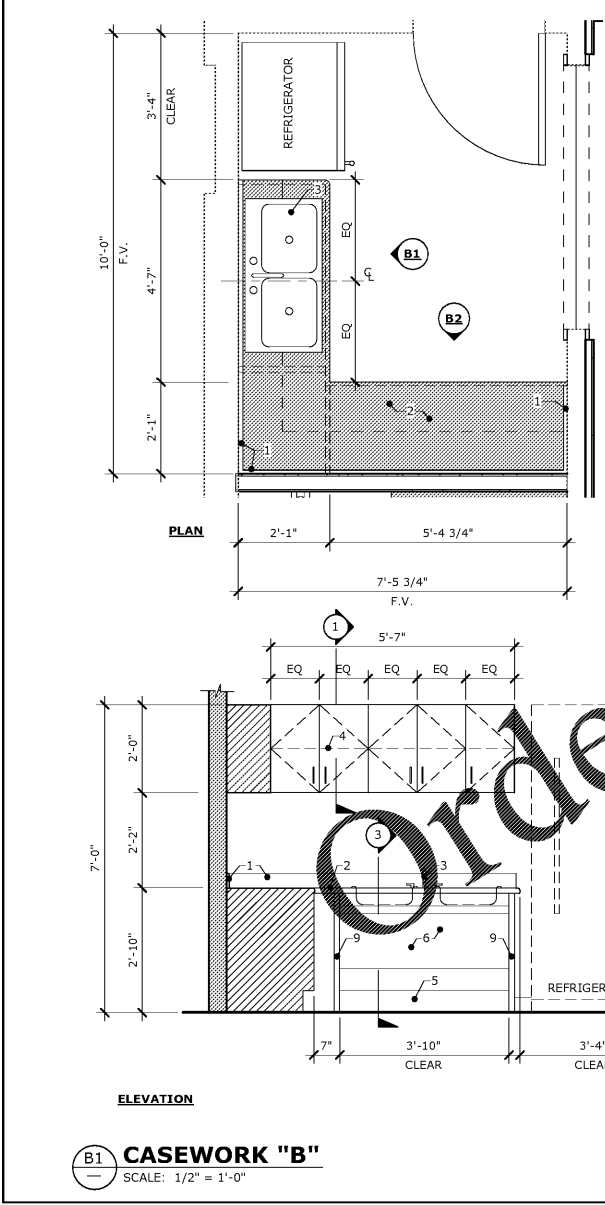 REFRIGERATOR
3'-4"
CLEAR
3
EQ
B1
10'-0"
F.V.
4'-7"
℄
EQ
B2
2
1
2'-1"
1
PLAN
2'-1"
5'-4 3/4"
7'-5 3/4"
F.V.
1
5'-7"
EQ EQ EQ EQ EQ
2'-0"
4
Orde
7'-0"
2'-2"
3
1
2
3
2'-10"
9
6
9
5
REFRIGER
7"
3'-10"
CLEAR
3'-4"
CLEA
ELEVATION
B1
—
CASEWORK "B"
SCALE: 1/2" = 1'-0"